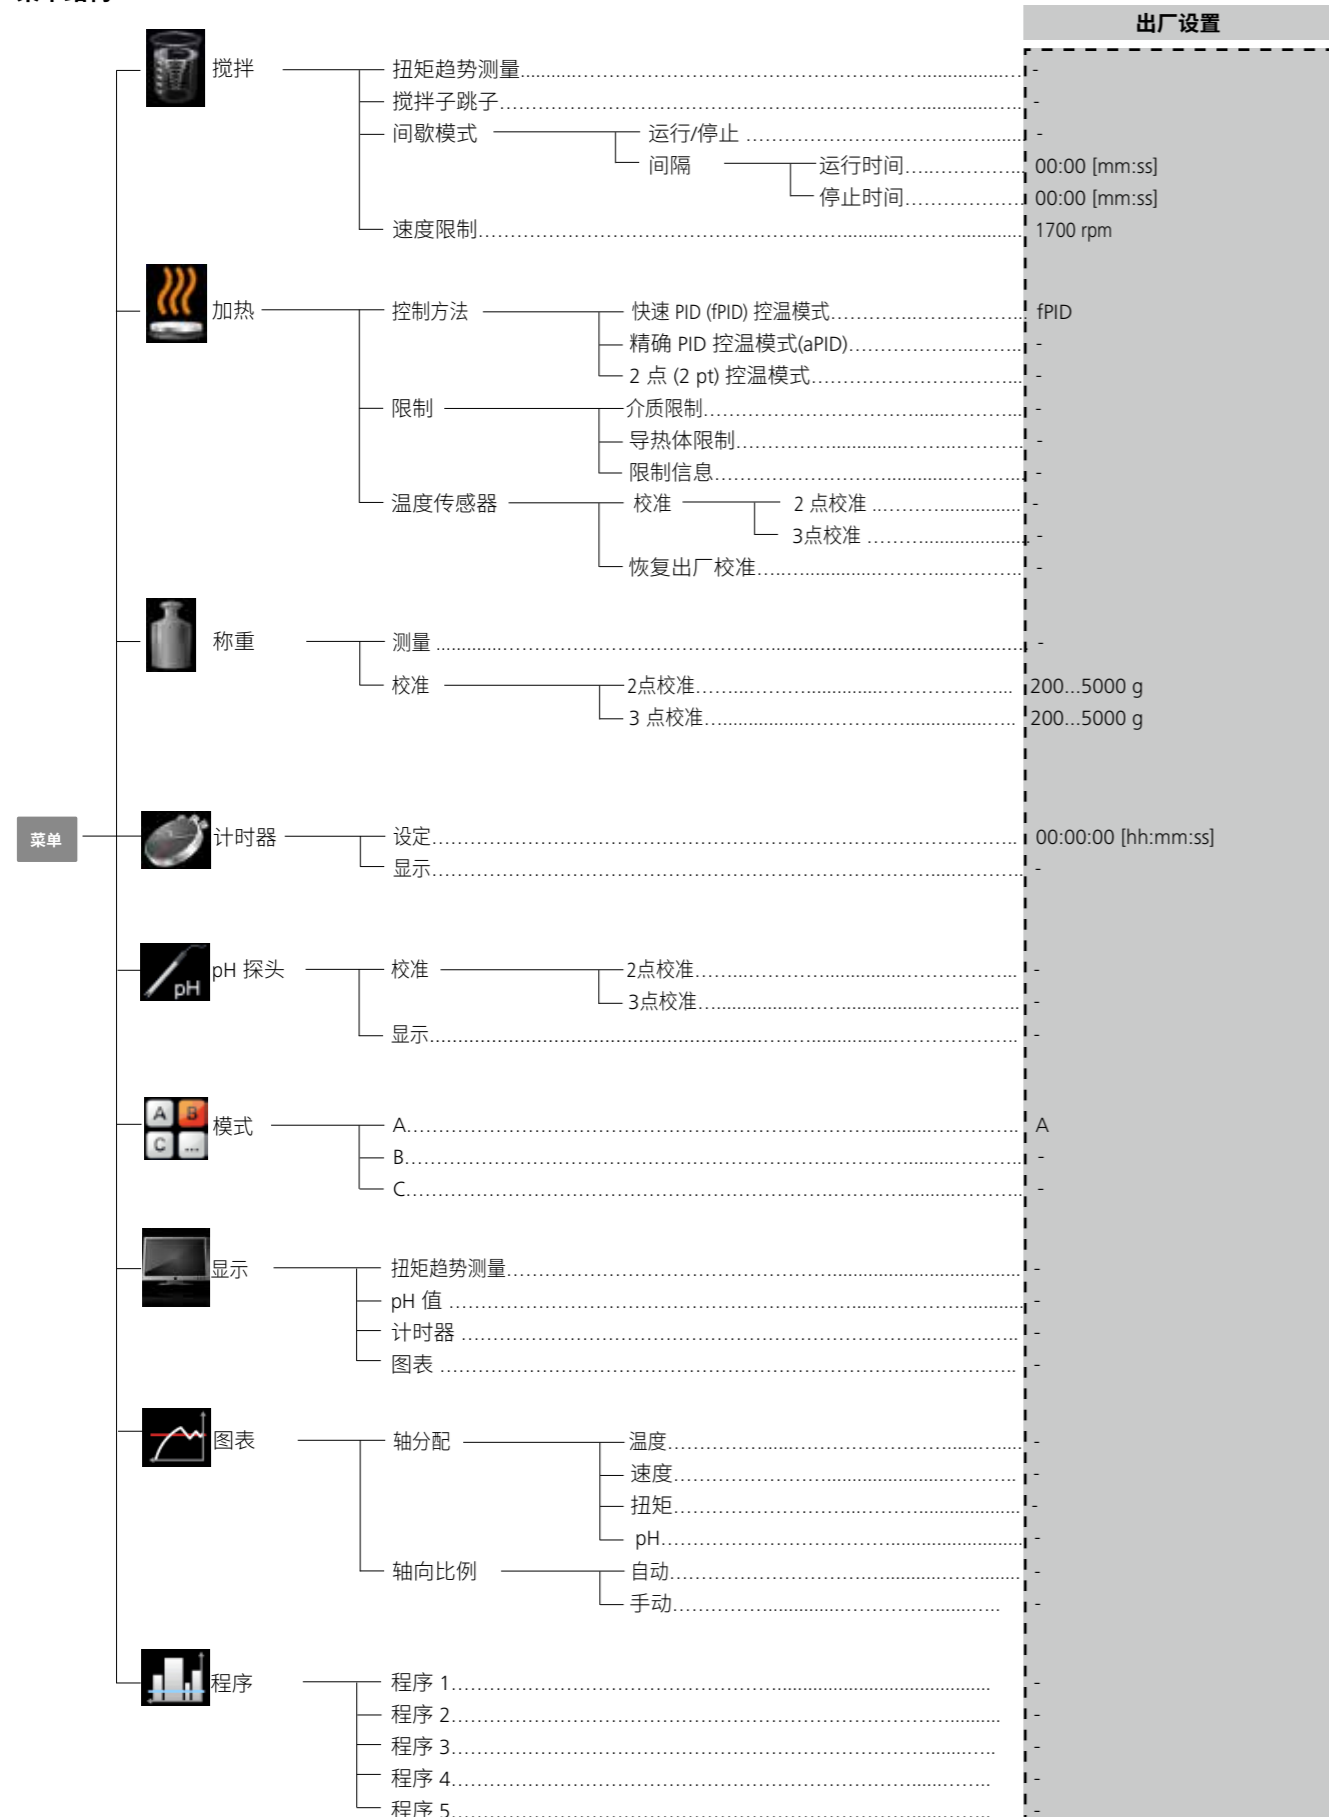 出厂设置
搅拌 扭矩趋势测量 -
搅拌子跳子 -
间歇模式 运行/停止 -
间隔 运行时间 00:00 [mm:ss]
停止时间 00:00 [mm:ss]
速度限制 1700 rpm
加热 控制方法 快速 PID (fPID) 控温模式 fPID
精确 PID 控温模式(aPID) -
2 点 (2 pt) 控温模式 -
限制 介质限制 -
导热体限制 -
限制信息 -
温度传感器 校准 2 点校准 -
3点校准 -
恢复出厂校准 -
称重 测量 -
校准 2点校准 200...5000 g
3 点校准 200...5000 g
菜单 计时器 设定 00:00:00 [hh:mm:ss]
显示 -
pH pH 探头 校准 2点校准 -
3点校准 -
显示 -
A B
C ...
模式 A A
B -
C -
显示 扭矩趋势测量 -
pH 值 -
计时器 -
图表 -
图表 轴分配 温度 -
速度 -
扭矩 -
pH -
轴向比例 自动 -
手动 -
程序 程序 1 -
程序 2 -
程序 3 -
程序 4 -
程序 5 -